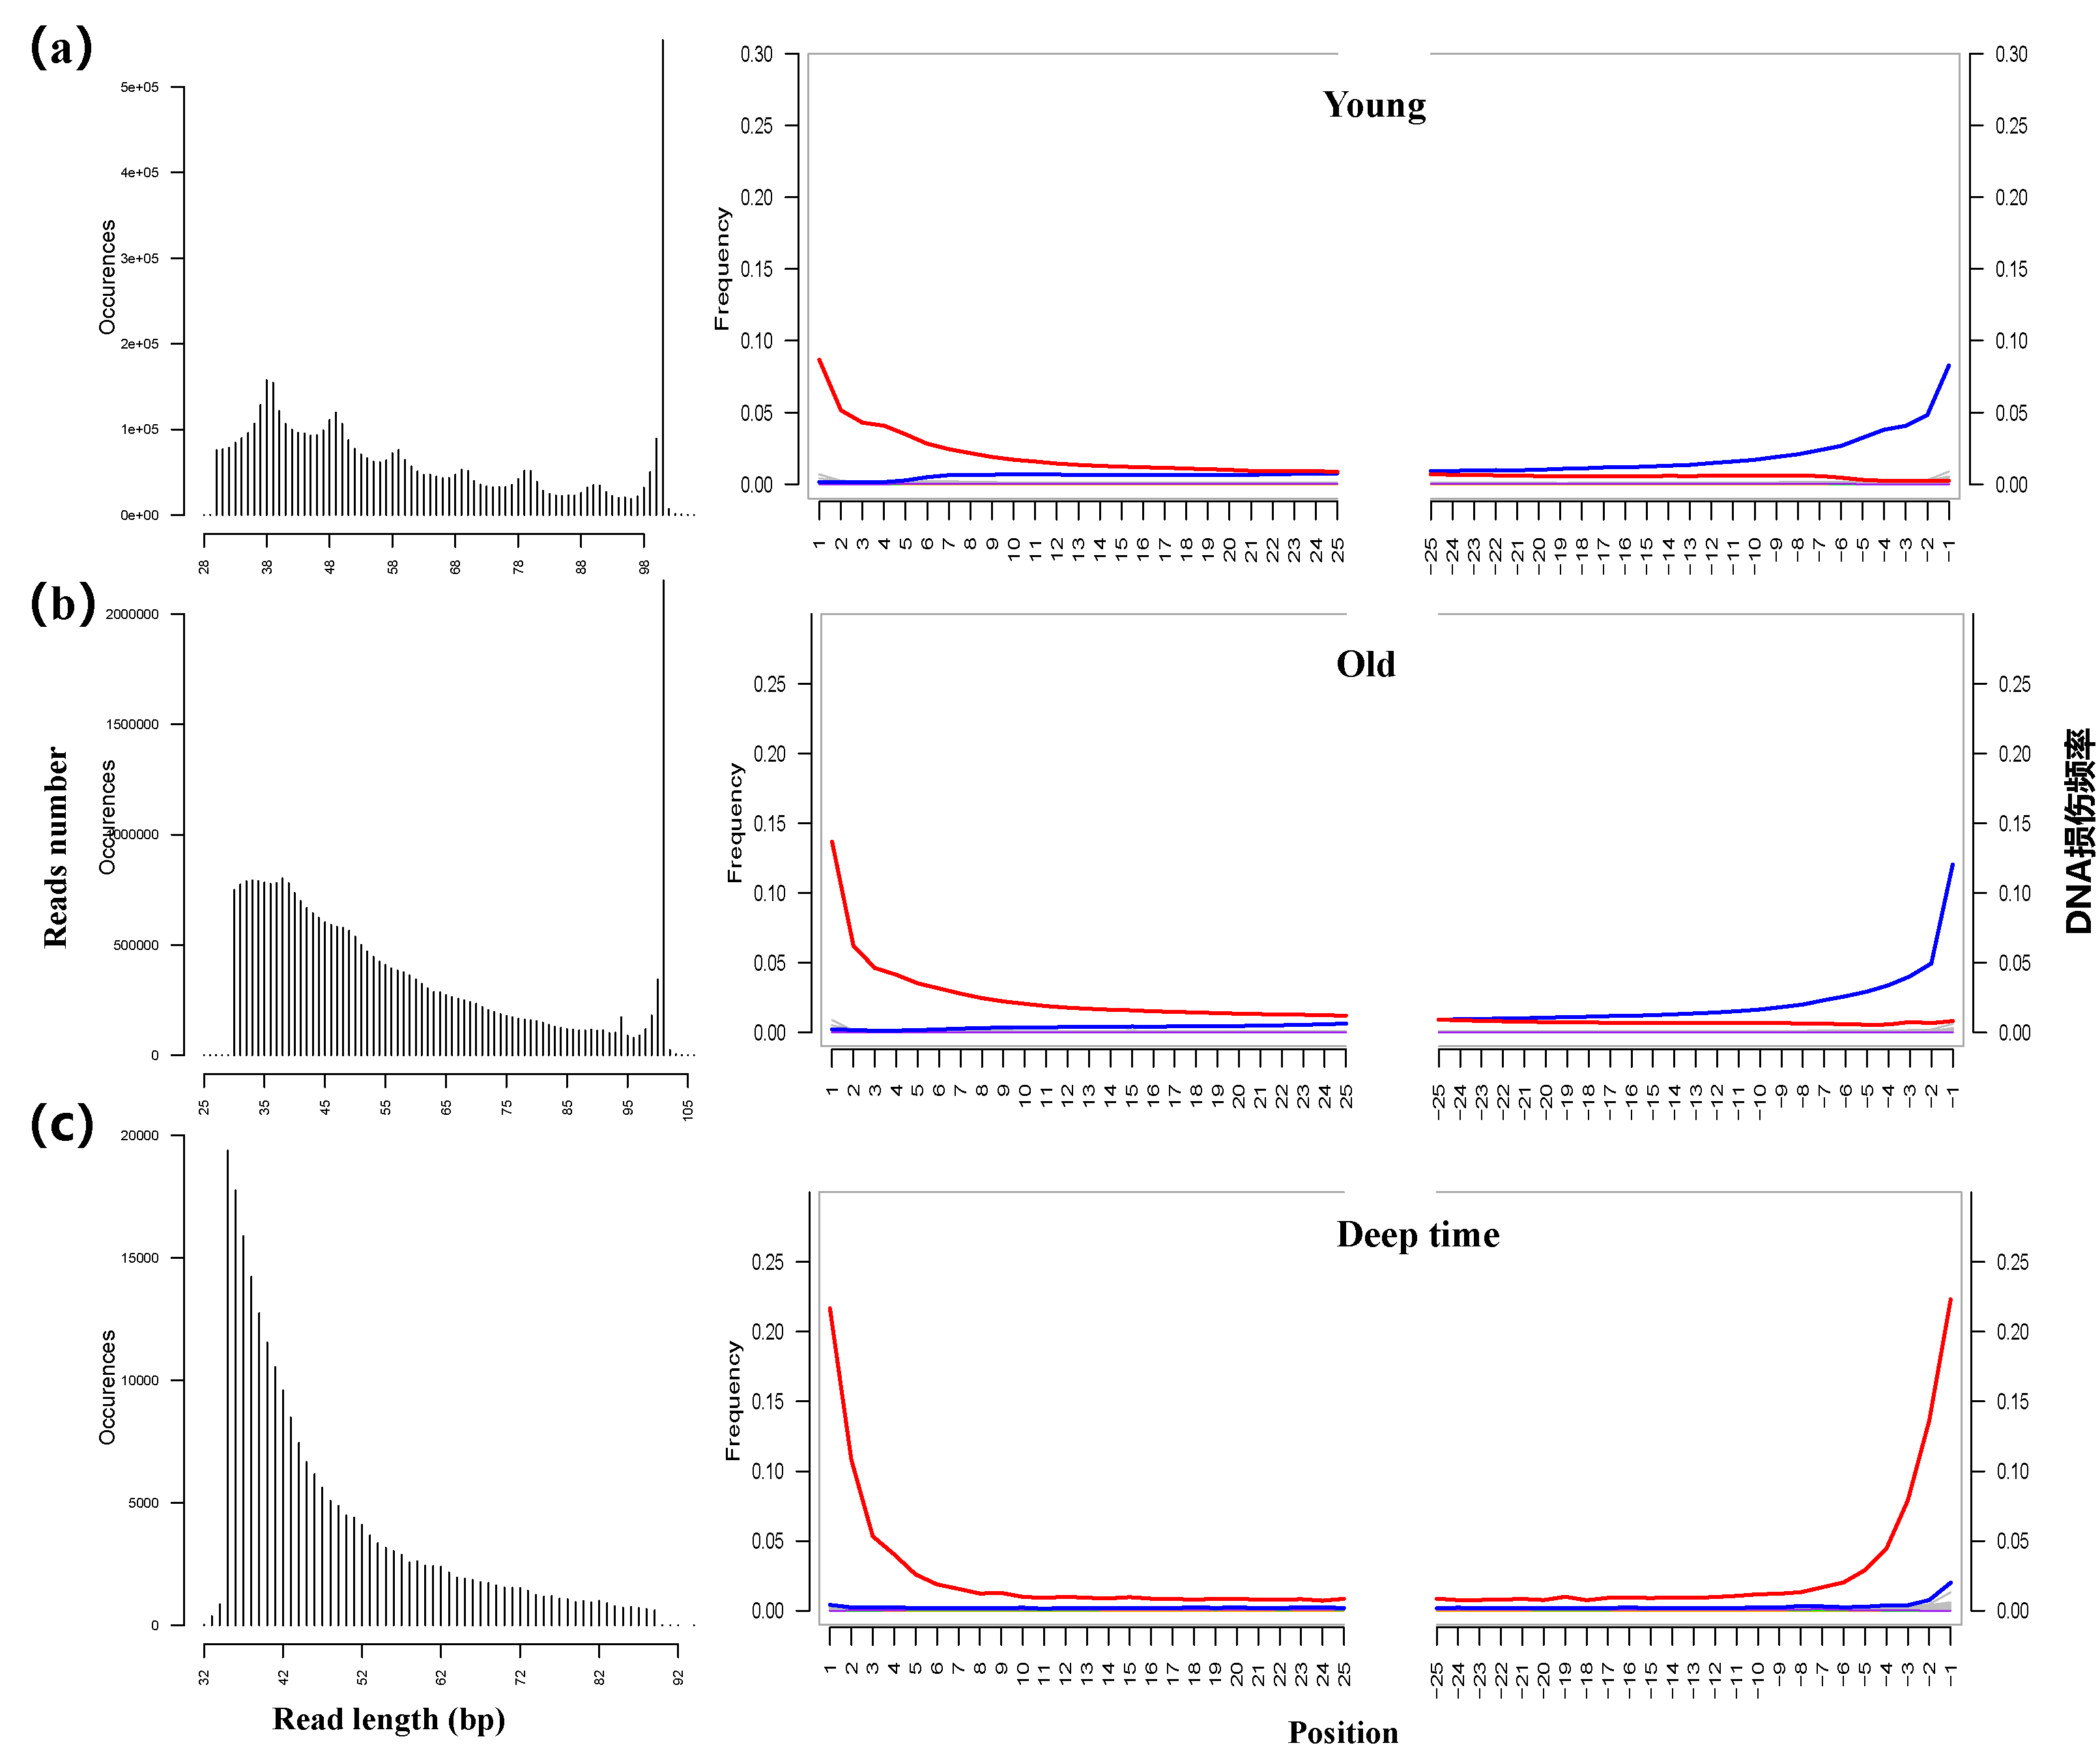 (a)
Occurences
5e+05
4e+05
3e+05
2e+05
1e+05
0e+00
28 38 48 58 68 78 88 98
Frequency
0.30
0.25
0.20
0.15
0.10
0.05
0.00
Young
0.30
0.25
0.20
0.15
0.10
0.05
0.00
1 2 3 4 5 6 7 8 9 10 11 12 13 14 15 16 17 18 19 20 21 22 23 24 25
−25 −24 −23 −22 −21 −20 −19 −18 −17 −16 −15 −14 −13 −12 −11 −10 −9 −8 −7 −6 −5 −4 −3 −2 −1
(b)
Reads number
Occurences
2000000
1500000
1000000
500000
0
25 35 45 55 65 75 85 95 105
Frequency
0.25
0.20
0.15
0.10
0.05
0.00
Old
0.25
0.20
0.15
0.10
0.05
0.00
DNA损伤频率
1 2 3 4 5 6 7 8 9 10 11 12 13 14 15 16 17 18 19 20 21 22 23 24 25
−25 −24 −23 −22 −21 −20 −19 −18 −17 −16 −15 −14 −13 −12 −11 −10 −9 −8 −7 −6 −5 −4 −3 −2 −1
(c)
Occurences
20000
15000
10000
5000
0
32 42 52 62 72 82 92
Read length (bp)
Frequency
0.25
0.20
0.15
0.10
0.05
0.00
Deep time
0.25
0.20
0.15
0.10
0.05
0.00
1 2 3 4 5 6 7 8 9 10 11 12 13 14 15 16 17 18 19 20 21 22 23 24 25
−25 −24 −23 −22 −21 −20 −19 −18 −17 −16 −15 −14 −13 −12 −11 −10 −9 −8 −7 −6 −5 −4 −3 −2 −1
Position